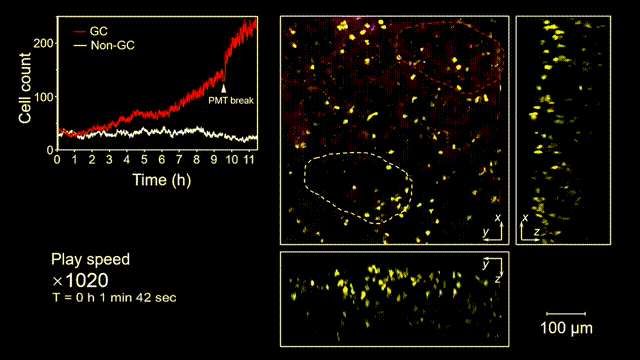 GC
Non-GC
Cell count
200
100
0
PMT break
0 1 2 3 4 5 6 7 8 9 10 11
Time (h)
Play speed
×1020
T = 0 h 1 min 42 sec
x
y
x
z
y
z
100 μm